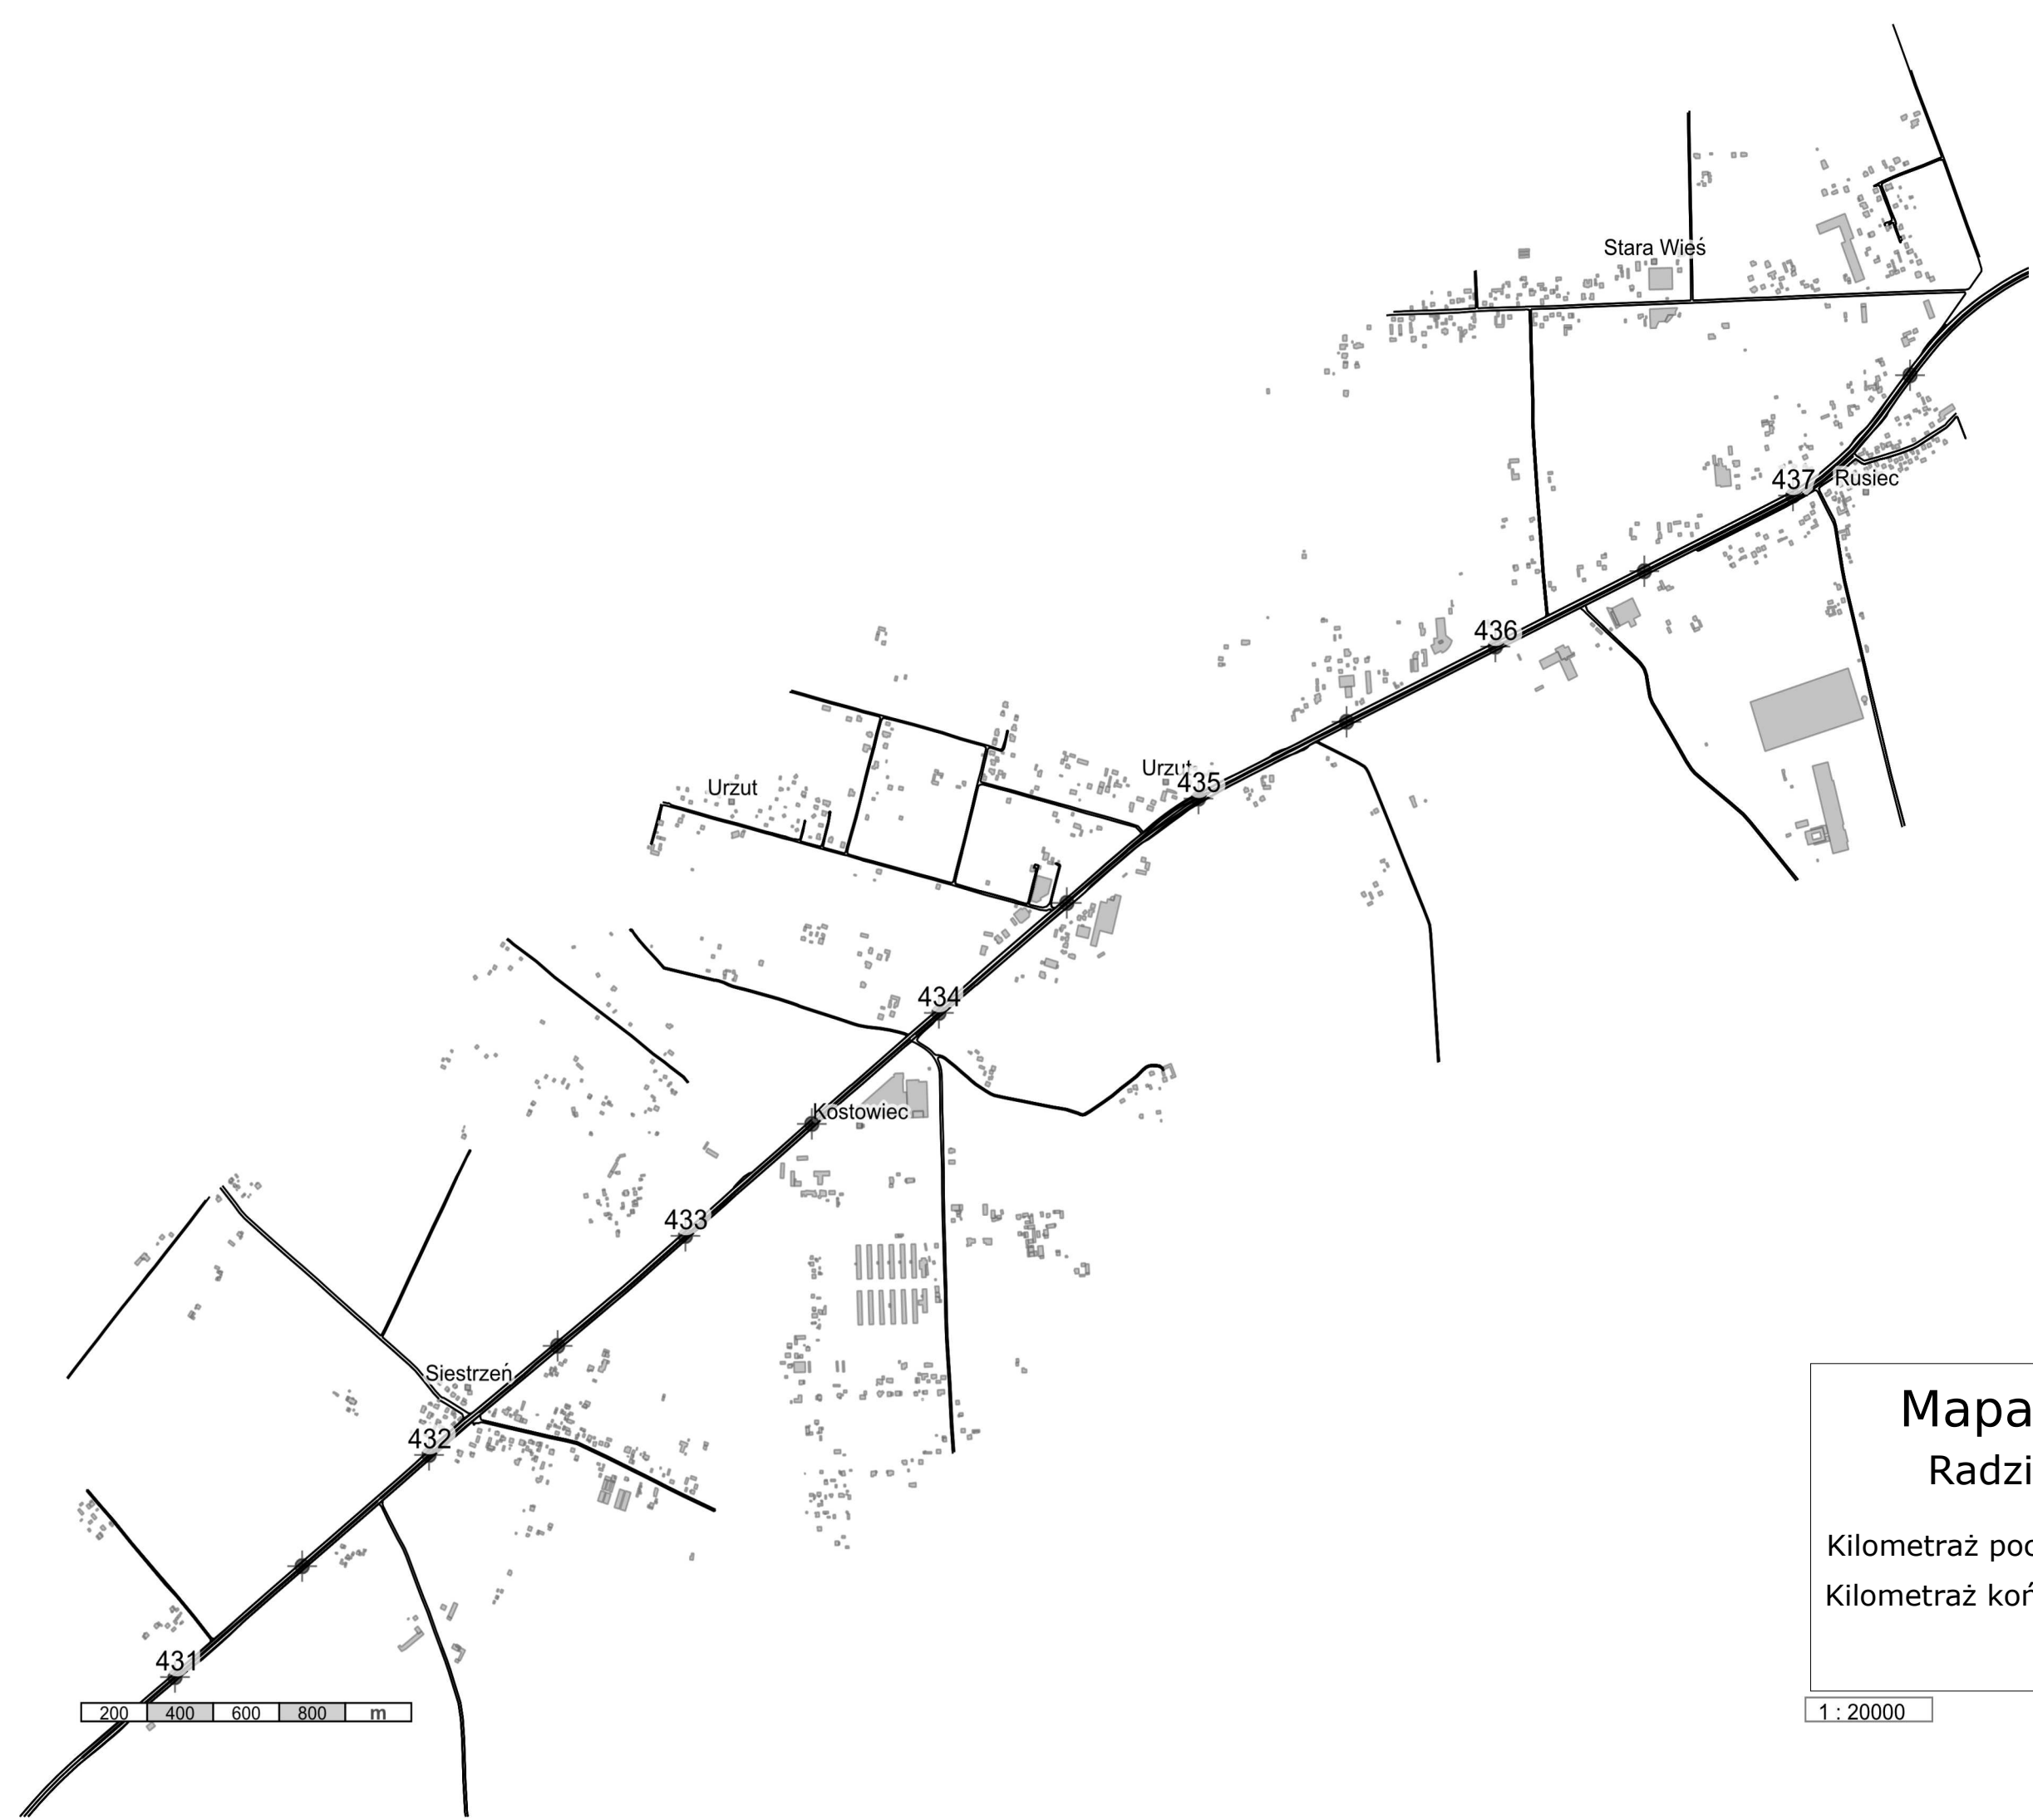 Stara Wieś
437
Rusiec
436
Urzut
435
Urzut
434
Kostowiec
433
Siestrzeń
432
431
200 400 600 800 m
Mapa
Radzi
Kilometraż poc
Kilometraż koń
1 : 20000